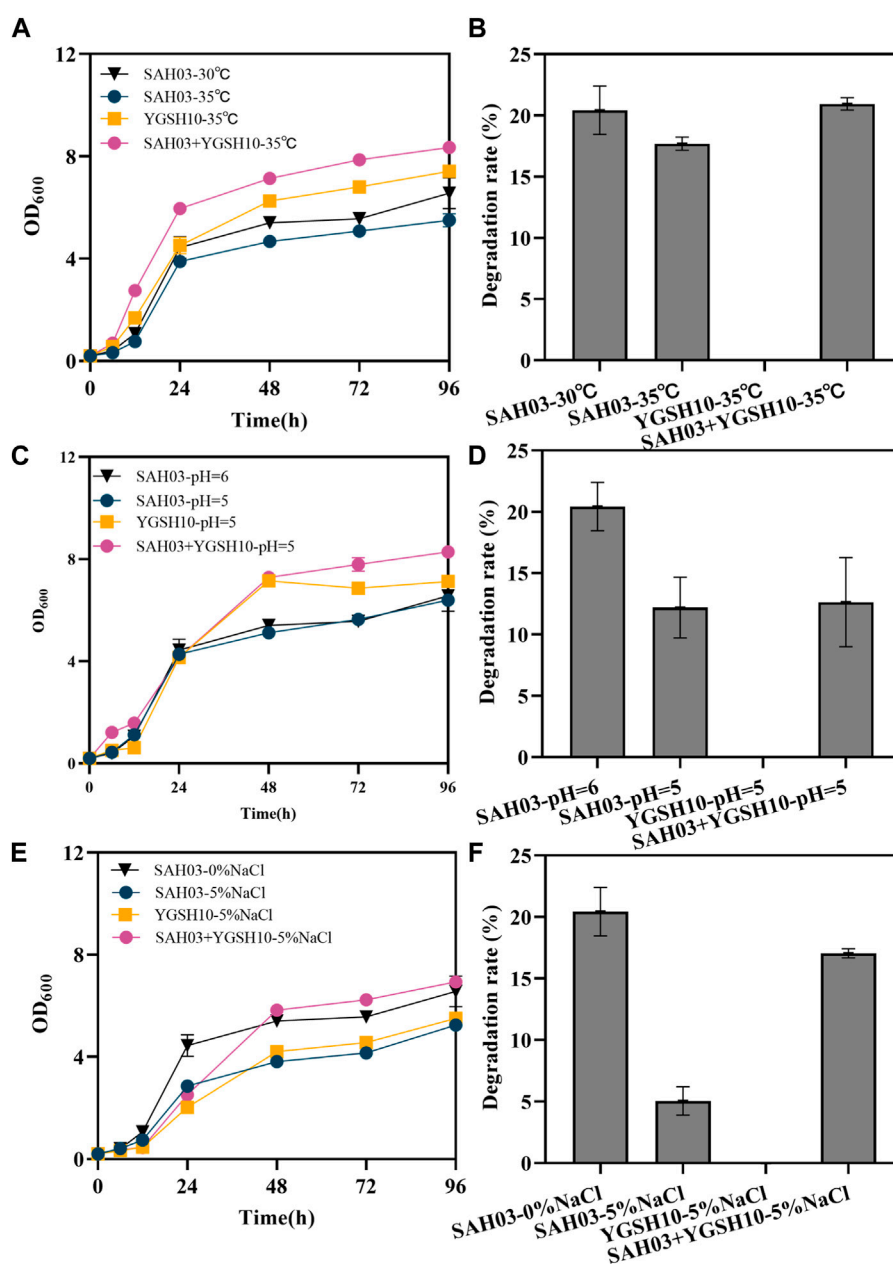 A
12
8
4
0
OD600
SAH03-30℃
SAH03-35℃
YGSH10-35℃
SAH03+YGSH10-35℃
0 24 48 72 96
Time(h)
B
25
20
15
10
5
0
Degradation rate (%)
SAH03-30℃
SAH03-35℃
YGSH10-35℃
SAH03+YGSH10-35℃
C
12
8
4
0
OD600
SAH03-pH=6
SAH03-pH=5
YGSH10-pH=5
SAH03+YGSH10-pH=5
0 24 48 72 96
Time(h)
D
25
20
15
10
5
0
Degradation rate (%)
SAH03-pH=6
SAH03-pH=5
YGSH10-pH=5
SAH03+YGSH10-pH=5
E
12
8
4
0
OD600
SAH03-0%NaCl
SAH03-5%NaCl
YGSH10-5%NaCl
SAH03+YGSH10-5%NaCl
0 24 48 72 96
Time(h)
F
25
20
15
10
5
0
Degradation rate (%)
SAH03-0%NaCl
SAH03-5%NaCl
YGSH10-5%NaCl
SAH03+YGSH10-5%NaCl